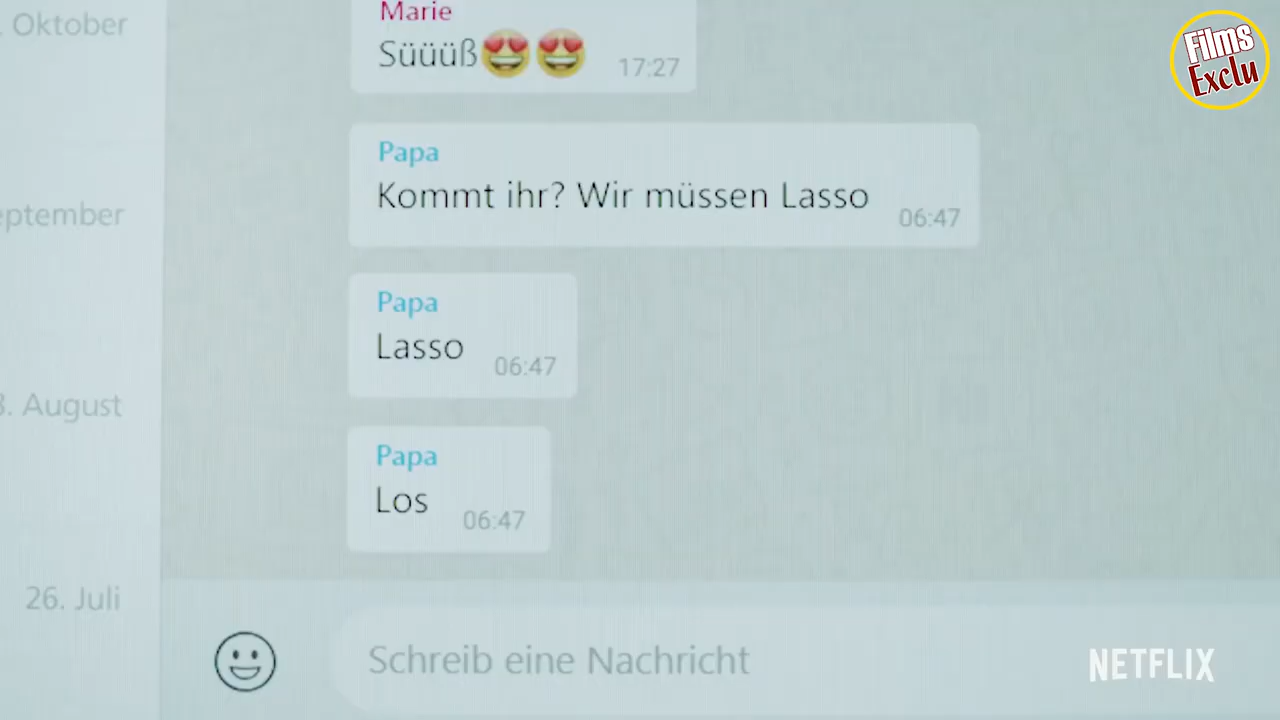 . Oktober
Marie
Süüüß😍😍
17:27
Films
Exclu
Papa
Kommt ihr? Wir müssen Lasso
06:47
eptember
Papa
Lasso
06:47
3. August
Papa
Los
06:47
26. Juli
Schreib eine Nachricht
NETFLIX